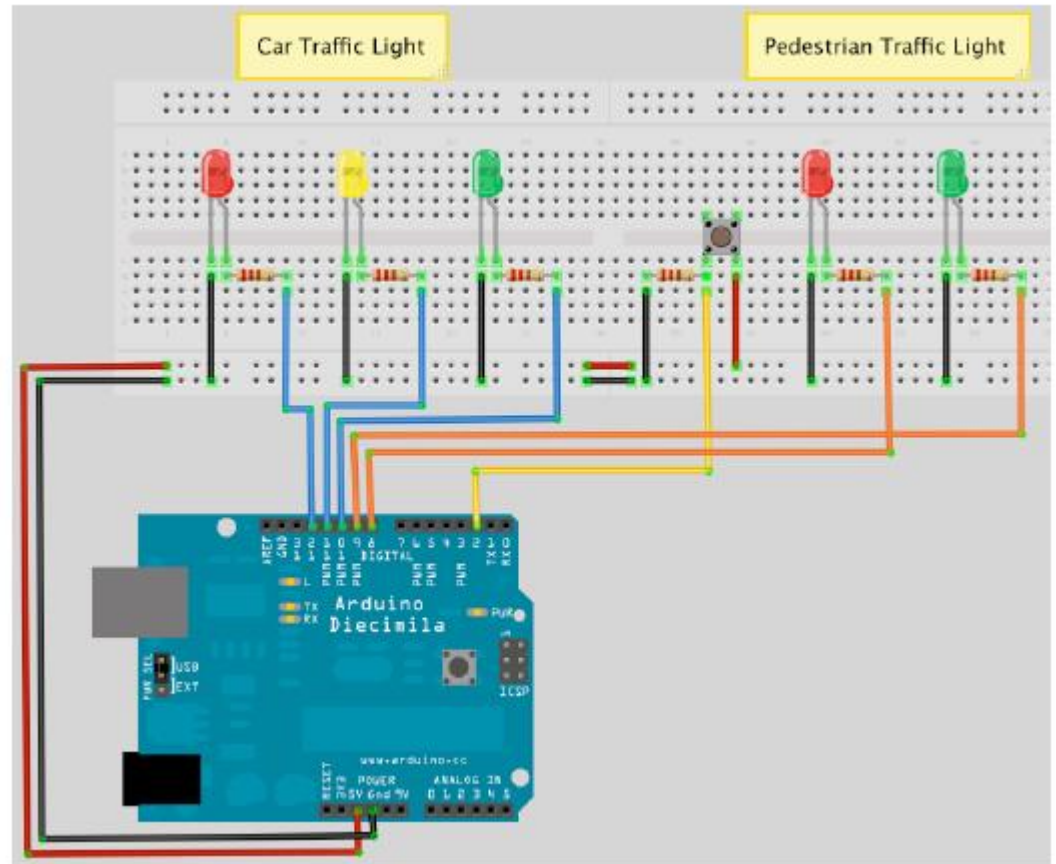 Car Traffic Light
Pedestrian Traffic Light
AREF
GND
13
12
11
10
9
8
7
6
5
4
3
2
1
0
PWM
PWM
PWM
PWM
PWM
PWM
TX
RX
DIGITAL
L
TX
RX
Arduino
Diecimila
PWR
PWR SEL
USB
EXT
ICSP
www.arduino.cc
POWER
ANALOG IN
RESET
5V Gnd 9V
0 1 2 3 4 5